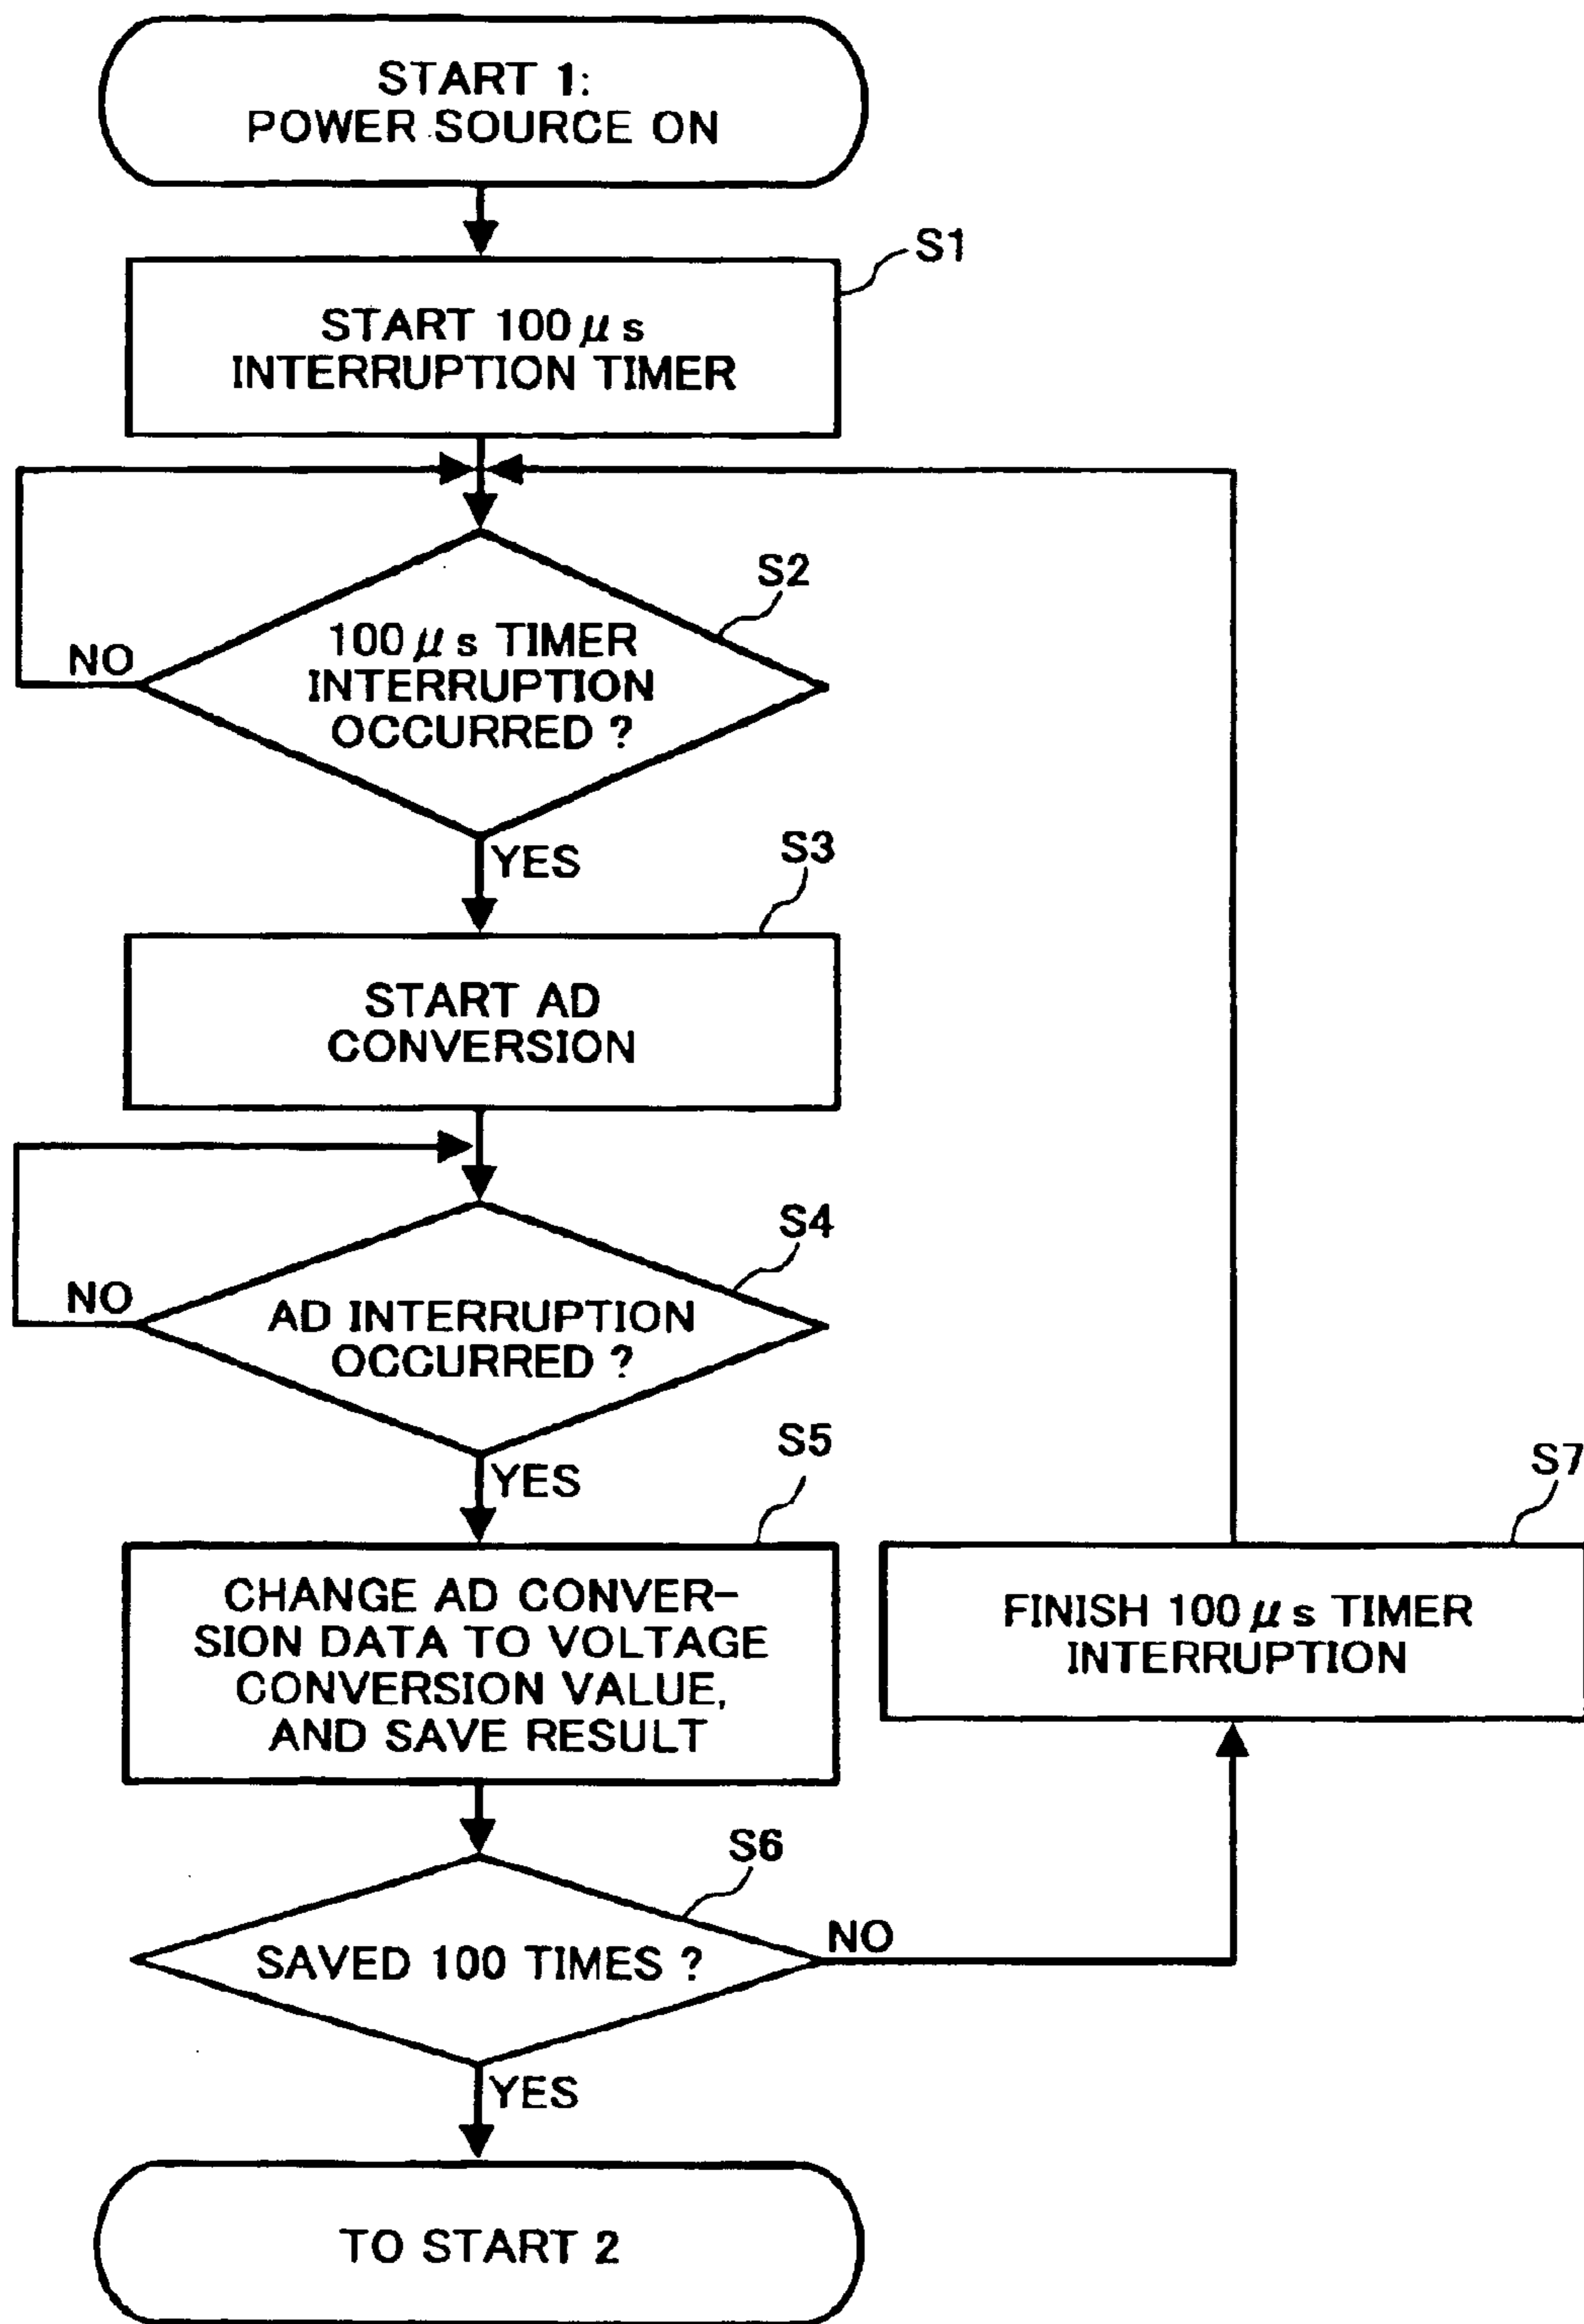 START 1:
POWER SOURCE ON
S1
START 100μs
INTERRUPTION TIMER
S2
100μs TIMER
INTERRUPTION
OCCURRED ?
NO
YES
S3
START AD
CONVERSION
S4
AD INTERRUPTION
OCCURRED ?
NO
YES
S5
CHANGE AD CONVER-
SION DATA TO VOLTAGE
CONVERSION VALUE,
AND SAVE RESULT
S7
FINISH 100μs TIMER
INTERRUPTION
S6
SAVED 100 TIMES ?
NO
YES
TO START 2